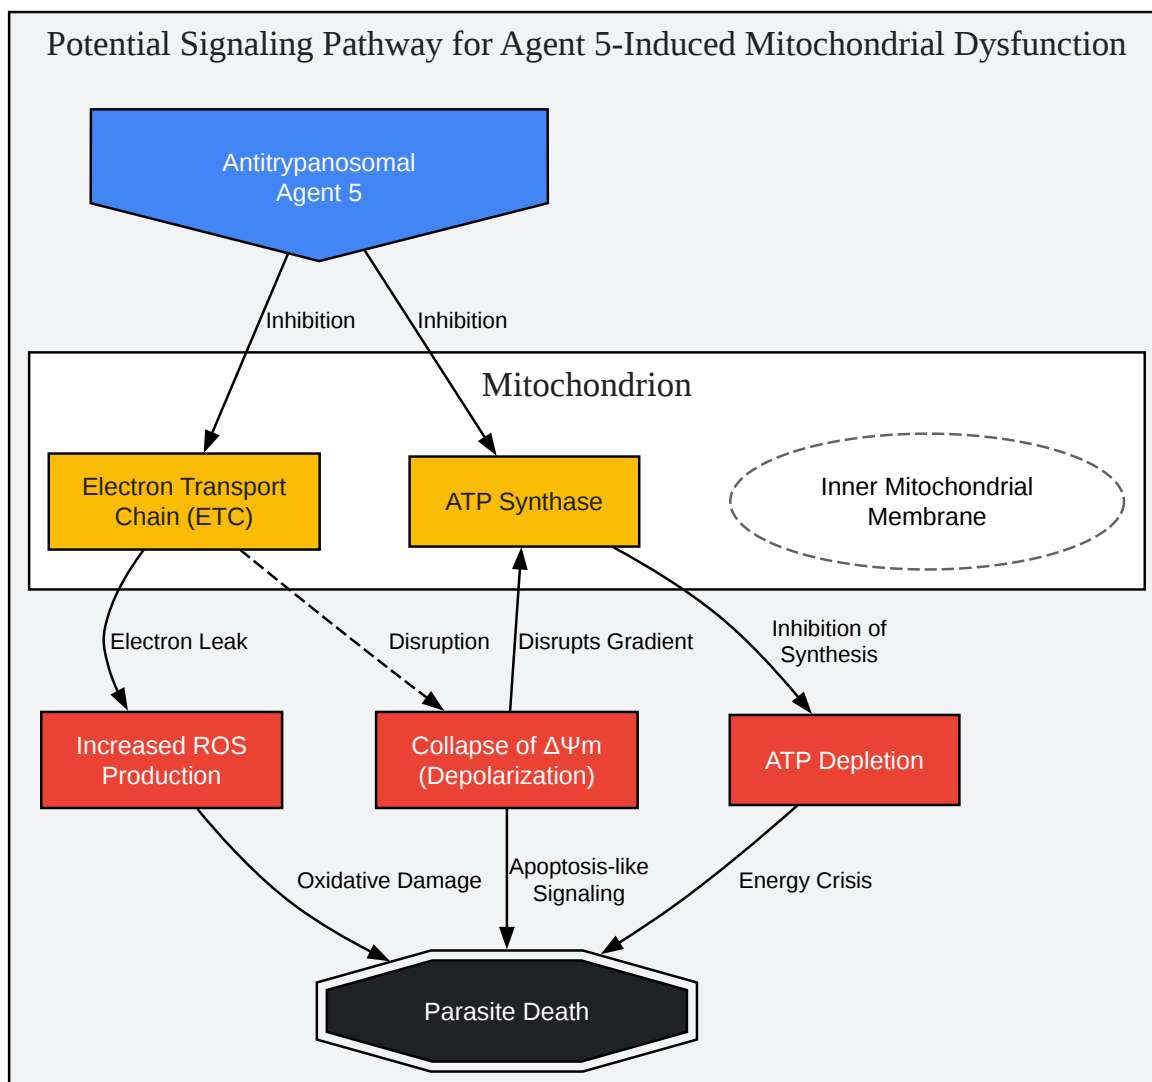 Potential Signaling Pathway for Agent 5-Induced Mitochondrial Dysfunction
Antitrypanosomal
Agent 5
Inhibition
Inhibition
Mitochondrion
Electron Transport
Chain (ETC)
ATP Synthase
Inner Mitochondrial
Membrane
Electron Leak
Disruption
Disrupts Gradient
Inhibition of
Synthesis
Increased ROS
Production
Collapse of ΔΨm
(Depolarization)
ATP Depletion
Oxidative Damage
Apoptosis-like
Signaling
Energy Crisis
Parasite Death